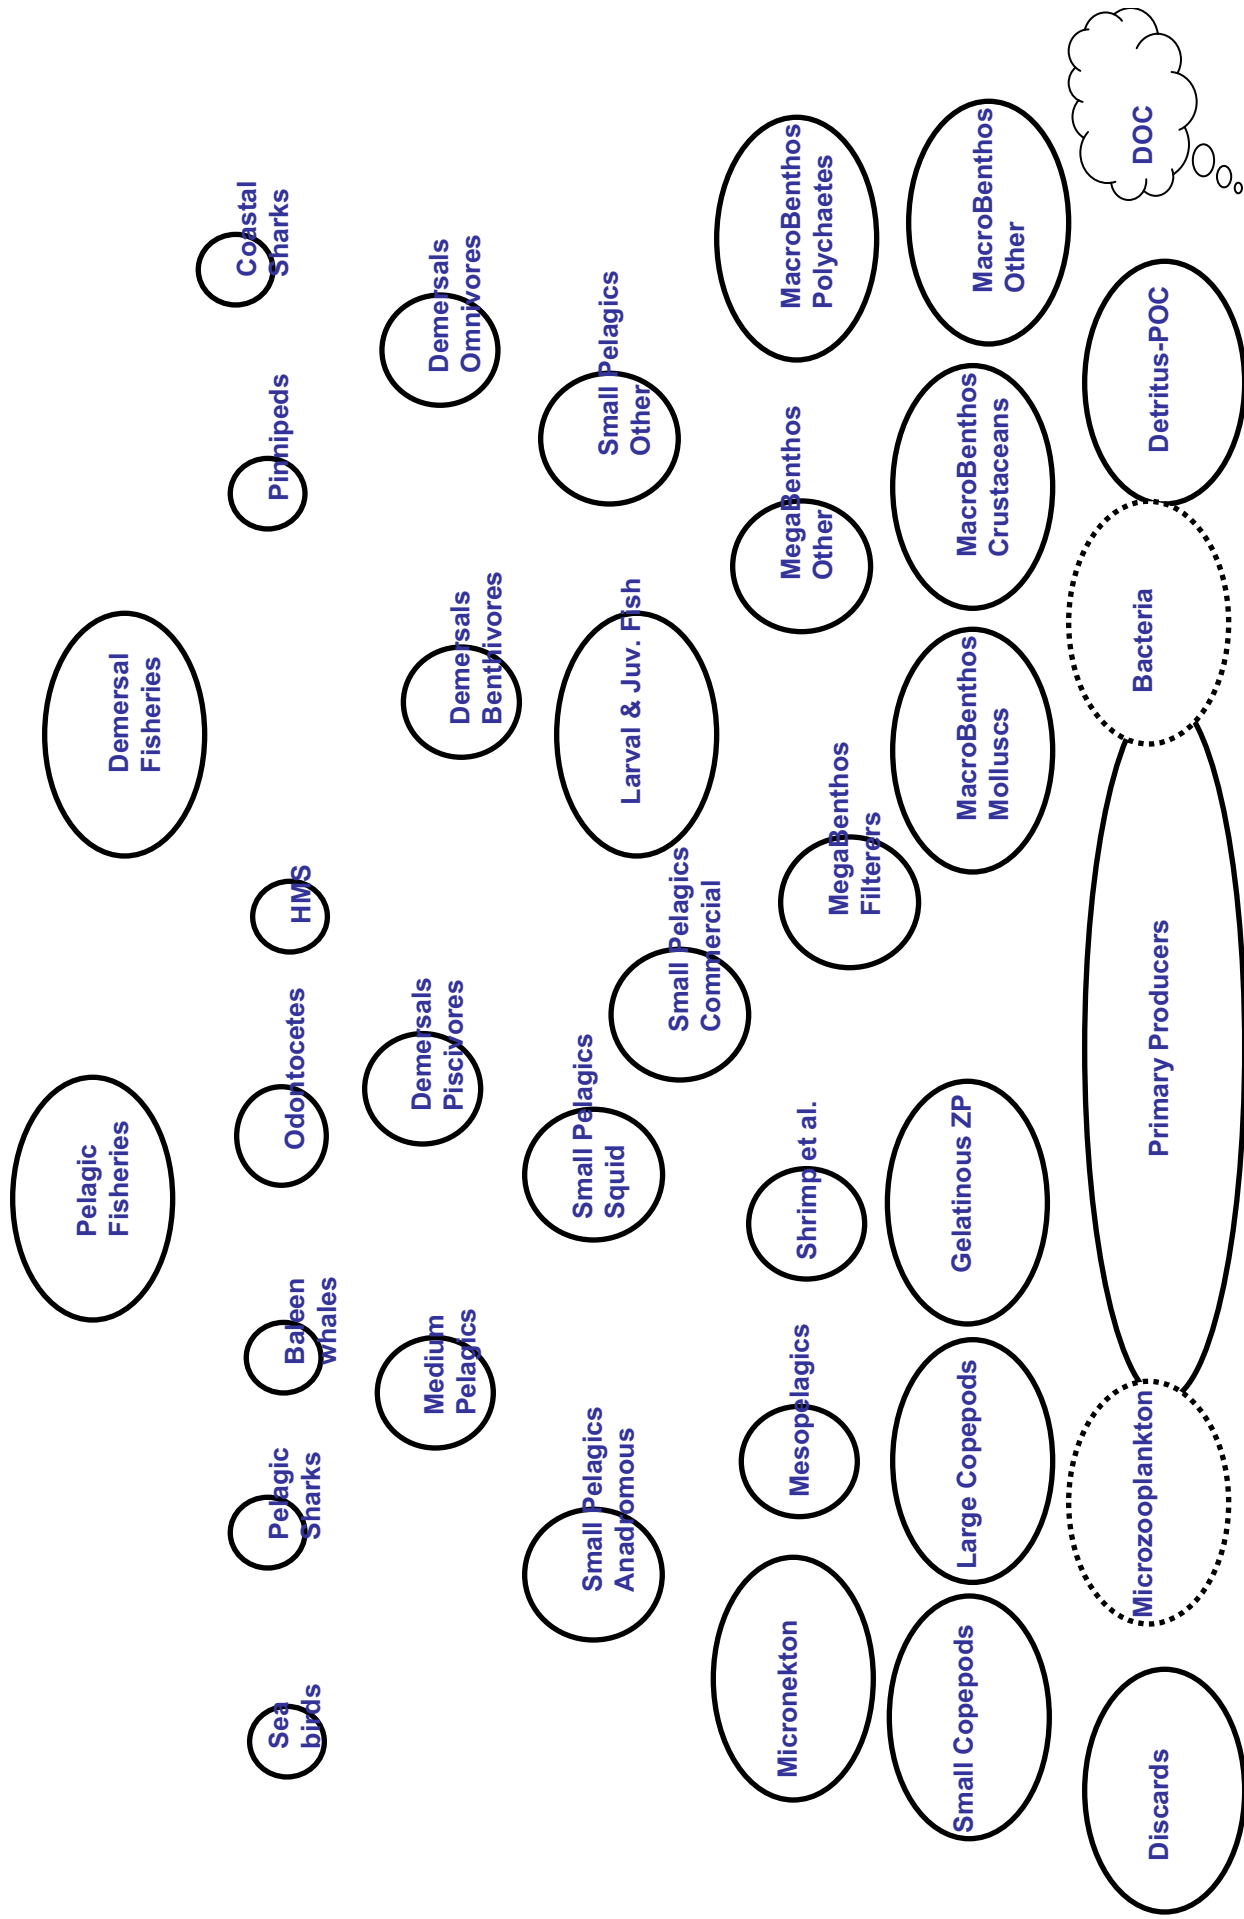 Pelagic
Fisheries
Demersal
Fisheries
Sea
birds
Pelagic
Sharks
Baleen
whales
Odontocetes
HMS
Pinnipeds
Coastal
Sharks
Medium
Pelagics
Demersals
Piscivores
Demersals
Benthivores
Demersals
Omnivores
Small Pelagics
Anadromous
Small Pelagics
Squid
Small Pelagics
Commercial
Larval & Juv. Fish
Small Pelagics
Other
Micronekton
Mesopelagics
Shrimp et al.
MegaBenthos
Filterers
MegaBenthos
Other
MacroBenthos
Polychaetes
Small Copepods
Large Copepods
Gelatinous ZP
MacroBenthos
Molluscs
MacroBenthos
Crustaceans
MacroBenthos
Other
Discards
Microzooplankton
Primary Producers
Bacteria
Detritus-POC
DOC